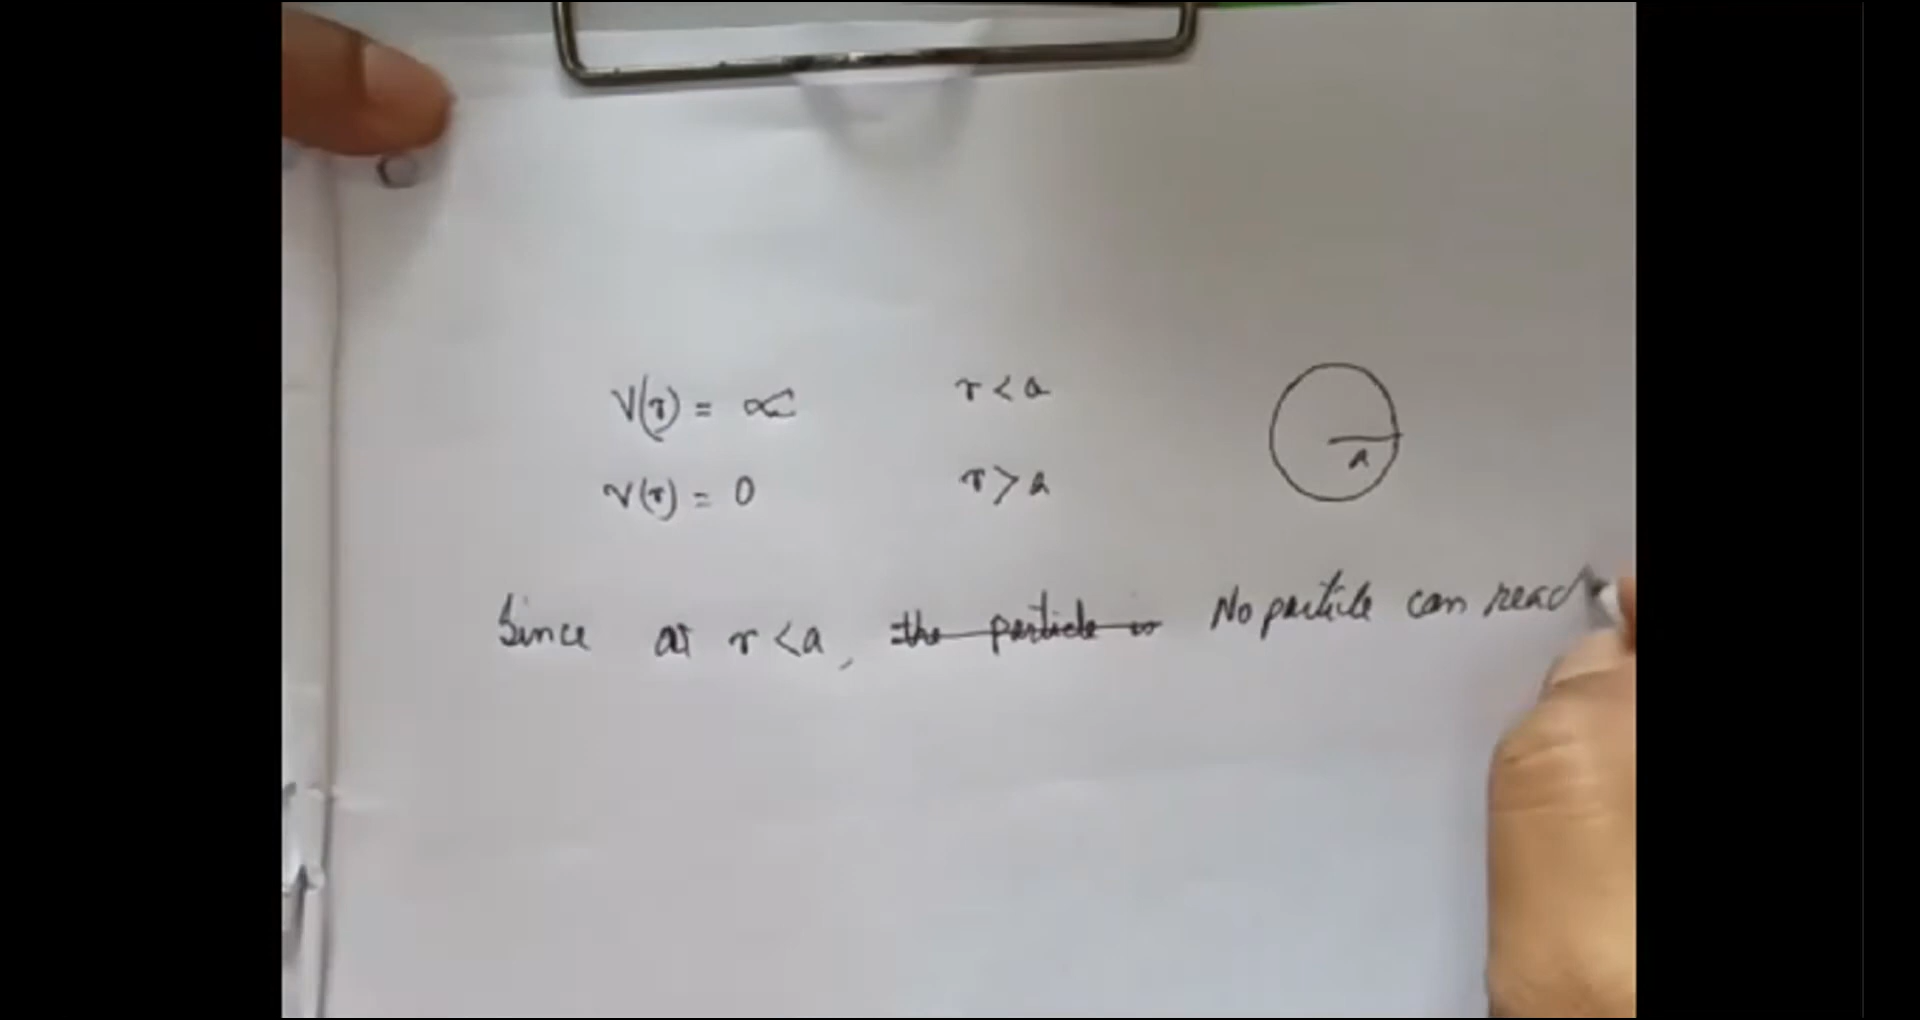 V(r) = ∝ r < a
V(r) = 0 r > a
a
Since at r < a, the particle is No particle can reach